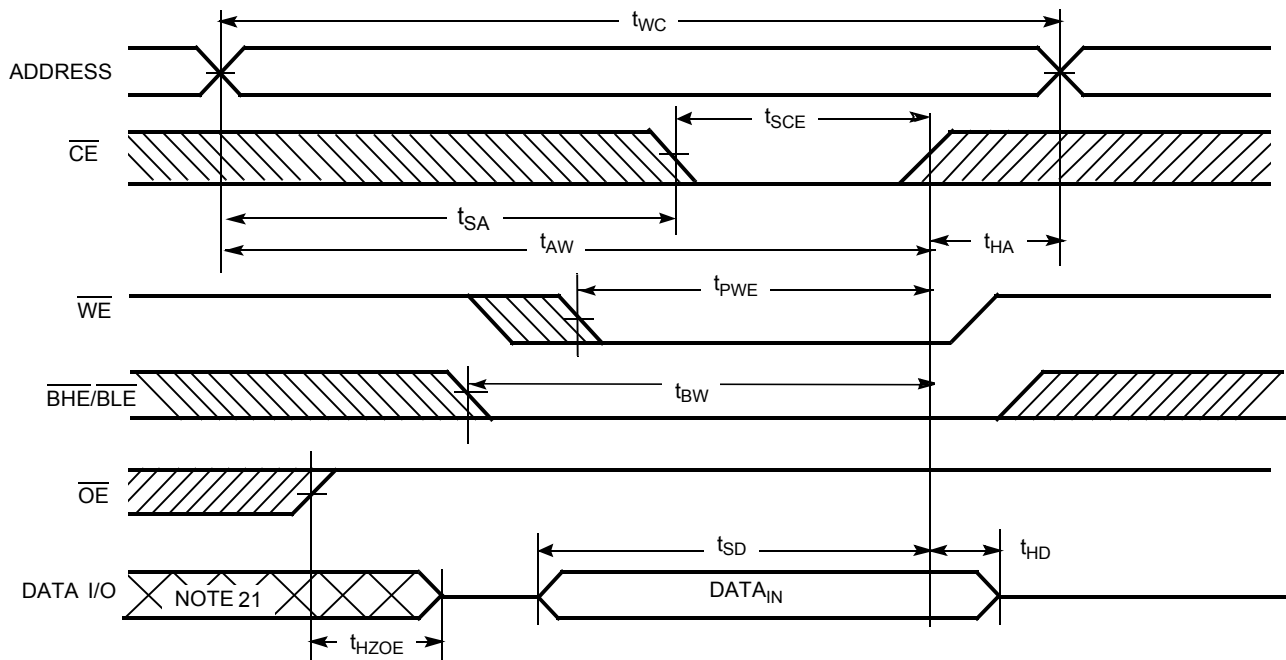 tWC
ADDRESS
tSCE
CE
tSA
tAW
tHA
tPWE
WE
BHE/BLE
tBW
OE
tSD
tHD
DATA I/O
NOTE 21
DATAIN
tHZOE